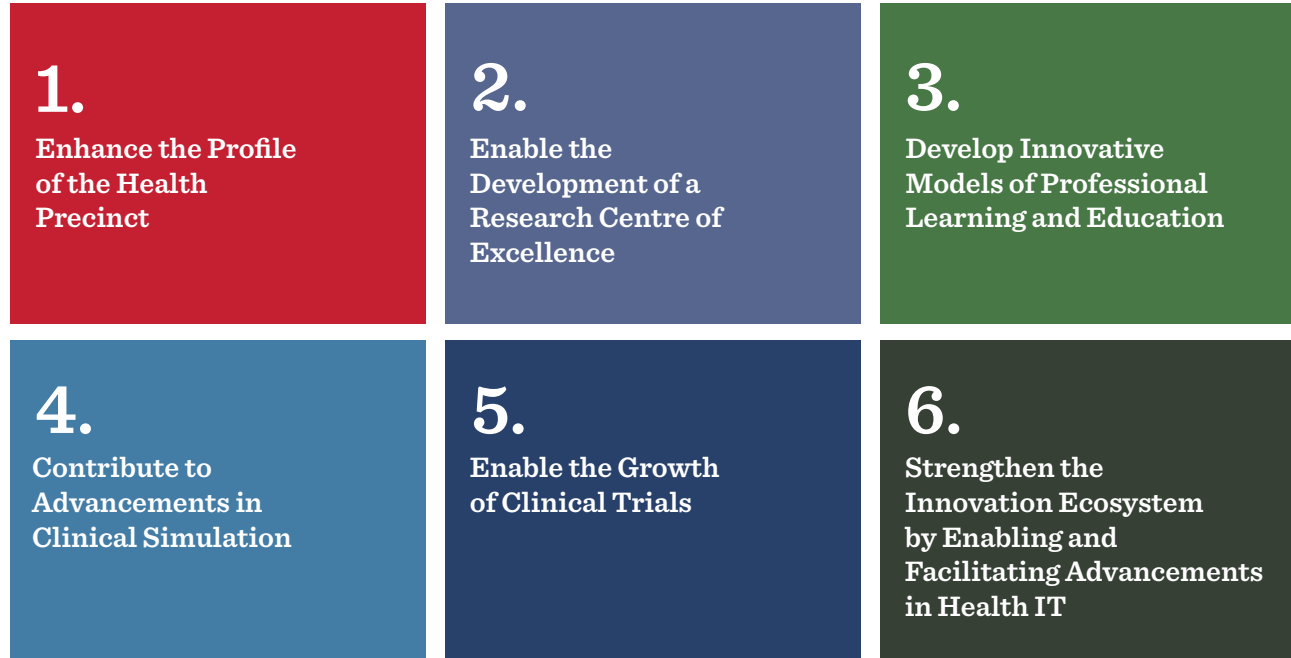 1.
Enhance the Profile
of the Health
Precinct
2.
Enable the
Development of a
Research Centre of
Excellence
3.
Develop Innovative
Models of Professional
Learning and Education
4.
Contribute to
Advancements in
Clinical Simulation
5.
Enable the Growth
of Clinical Trials
6.
Strengthen the
Innovation Ecosystem
by Enabling and
Facilitating Advancements
in Health IT